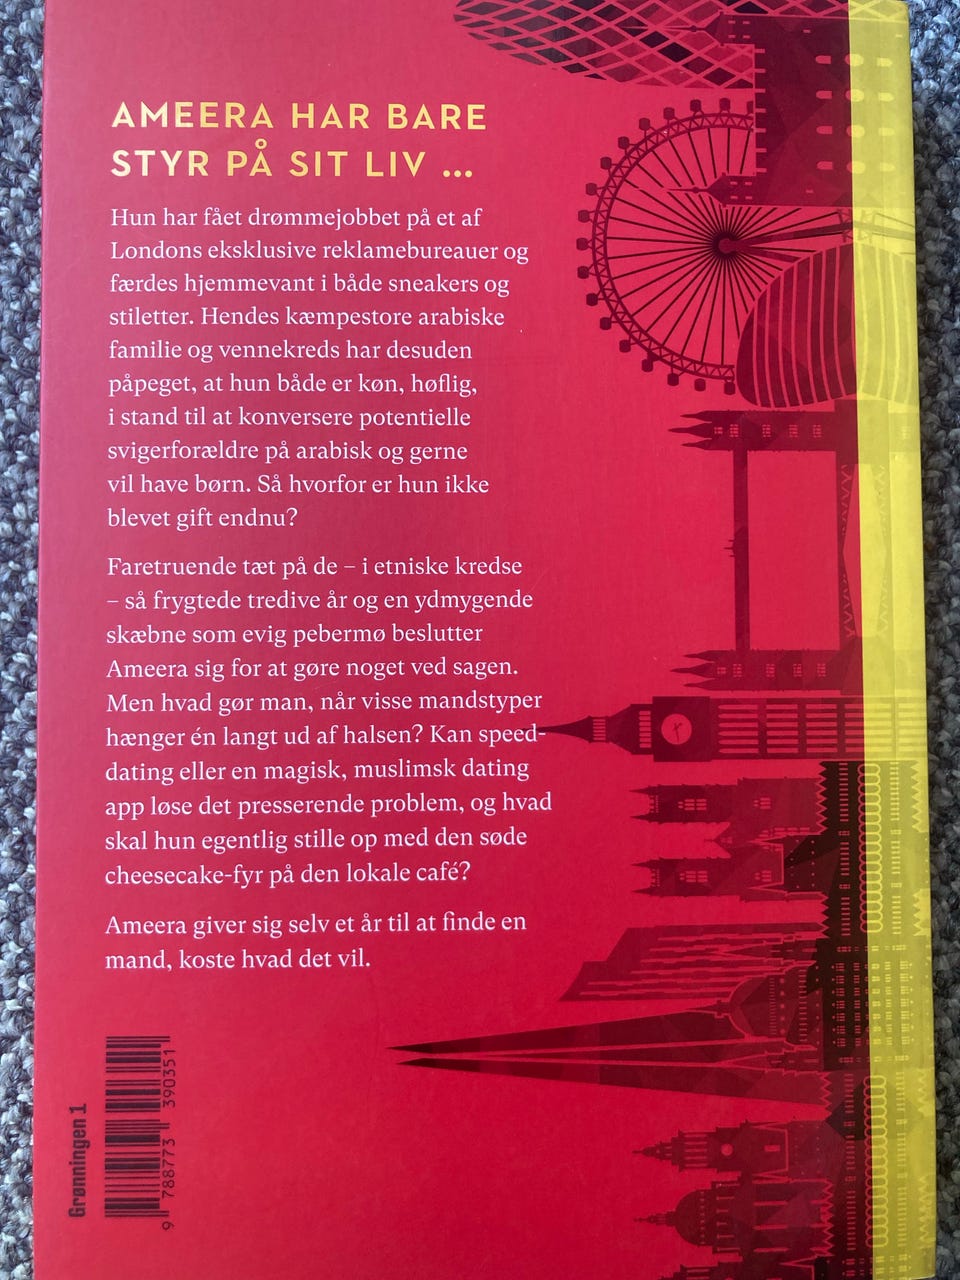 AMEERA HAR BARE
STYR PÅ SIT LIV ...
Hun har fået drømmejobbet på et af
Londons eksklusive reklamebureauer og
færdes hjemmevant i både sneakers og
stiletter. Hendes kæmpestore arabiske
familie og vennekreds har desuden
påpeget, at hun både er køn, høflig,
i stand til at konversere potentielle
svigerforældre på arabisk og gerne
vil have børn. Så hvorfor er hun ikke
blevet gift endnu?
Faretruende tæt på de – i etniske kredse
– så frygtede tredive år og en ydmygende
skæbne som evig pebermø beslutter
Ameera sig for at gøre noget ved sagen.
Men hvad gør man, når visse mandstyper
hænger én langt ud af halsen? Kan speed-
dating eller en magisk, muslimsk dating
app løse det presserende problem, og hvad
skal hun egentlig stille op med den søde
cheesecake-fyr på den lokale café?
Ameera giver sig selv et år til at finde en
mand, koste hvad det vil.
Grønningen 1
9 788773 390351